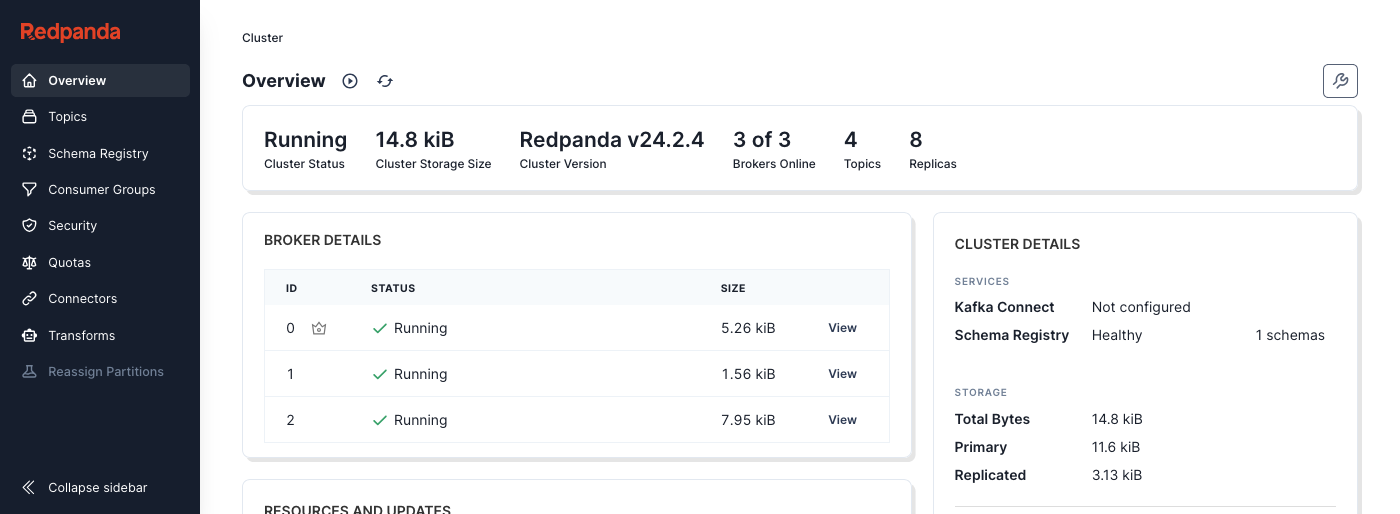 Redpanda
Overview
Topics
Schema Registry
Consumer Groups
Security
Quotas
Connectors
Transforms
Reassign Partitions
Collapse sidebar
Cluster
Overview
Running 14.8 kiB Redpanda v24.2.4 3 of 3 4 8
Cluster Status Cluster Storage Size Cluster Version Brokers Online Topics Replicas
BROKER DETAILS
ID STATUS SIZE
0 Running 5.26 kiB View
1 Running 1.56 kiB View
2 Running 7.95 kiB View
RESOURCES AND UPDATES
CLUSTER DETAILS
SERVICES
Kafka Connect Not configured
Schema Registry Healthy 1 schemas
STORAGE
Total Bytes 14.8 kiB
Primary 11.6 kiB
Replicated 3.13 kiB